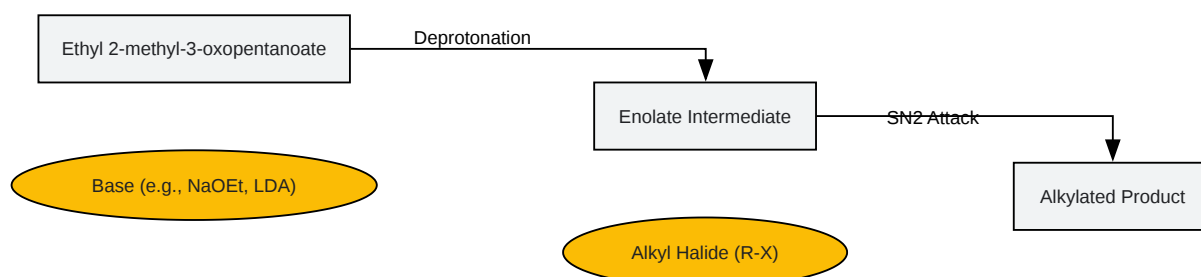 Ethyl 2-methyl-3-oxopentanoate
Deprotonation
Enolate Intermediate
SN2 Attack
Base (e.g., NaOEt, LDA)
Alkylated Product
Alkyl Halide (R-X)